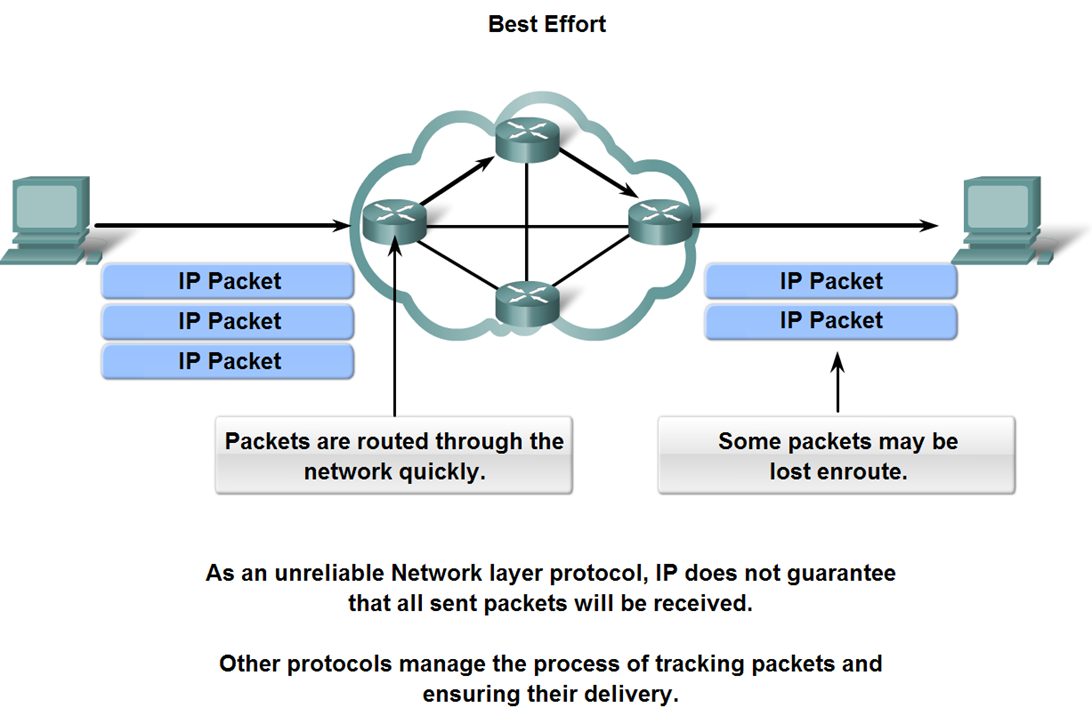 Best Effort
IP Packet
IP Packet
IP Packet
IP Packet
IP Packet
Packets are routed through the
network quickly.
Some packets may be
lost enroute.
As an unreliable Network layer protocol, IP does not guarantee
that all sent packets will be received.
Other protocols manage the process of tracking packets and
ensuring their delivery.